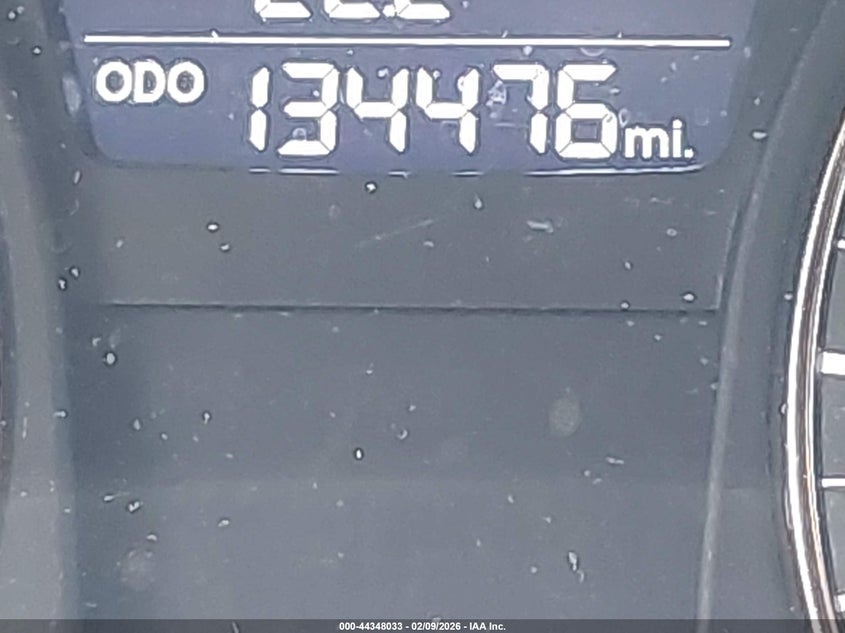 ODO 134476 mi.
000-44348033 - 02/09/2026 - IAA Inc.